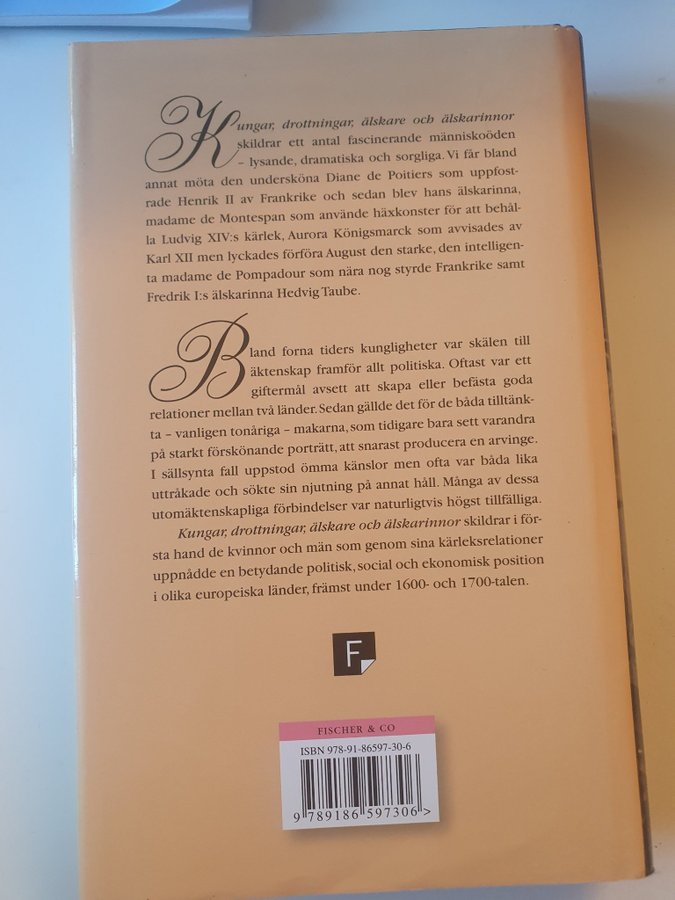 Kungar, drottningar, älskare och älskarinnor
skildrar ett antal fascinerande människoöden
– lysande, dramatiska och sorgliga. Vi får bland
annat möta den undersköna Diane de Poitiers som uppfost-
rade Henrik II av Frankrike och sedan blev hans älskarinna,
madame de Montespan som använde häxkonster för att behål-
la Ludvig XIV:s kärlek, Aurora Königsmarck som avvisades av
Karl XII men lyckades förföra August den starke, den intelligen-
ta madame de Pompadour som nära nog styrde Frankrike samt
Fredrik I:s älskarinna Hedvig Taube.
Bland forna tiders kungligheter var skälen till
äktenskap framför allt politiska. Oftast var ett
giftermål avsett att skapa eller befästa goda
relationer mellan två länder. Sedan gällde det för de båda tilltänk-
ta – vanligen tonåriga – makarna, som tidigare bara sett varandra
på starkt förskönande porträtt, att snarast producera en arvinge.
I sällsynta fall uppstod ömma känslor men ofta var båda lika
uttråkade och sökte sin njutning på annat håll. Många av dessa
utomäktenskapliga förbindelser var naturligtvis högst tillfälliga.
Kungar, drottningar, älskare och älskarinnor skildrar i för-
sta hand de kvinnor och män som genom sina kärleksrelationer
uppnådde en betydande politisk, social och ekonomisk position
i olika europeiska länder, främst under 1600- och 1700-talen.
F
FISCHER & CO
ISBN 978-91-86597-30-6
9 789186 597306 >